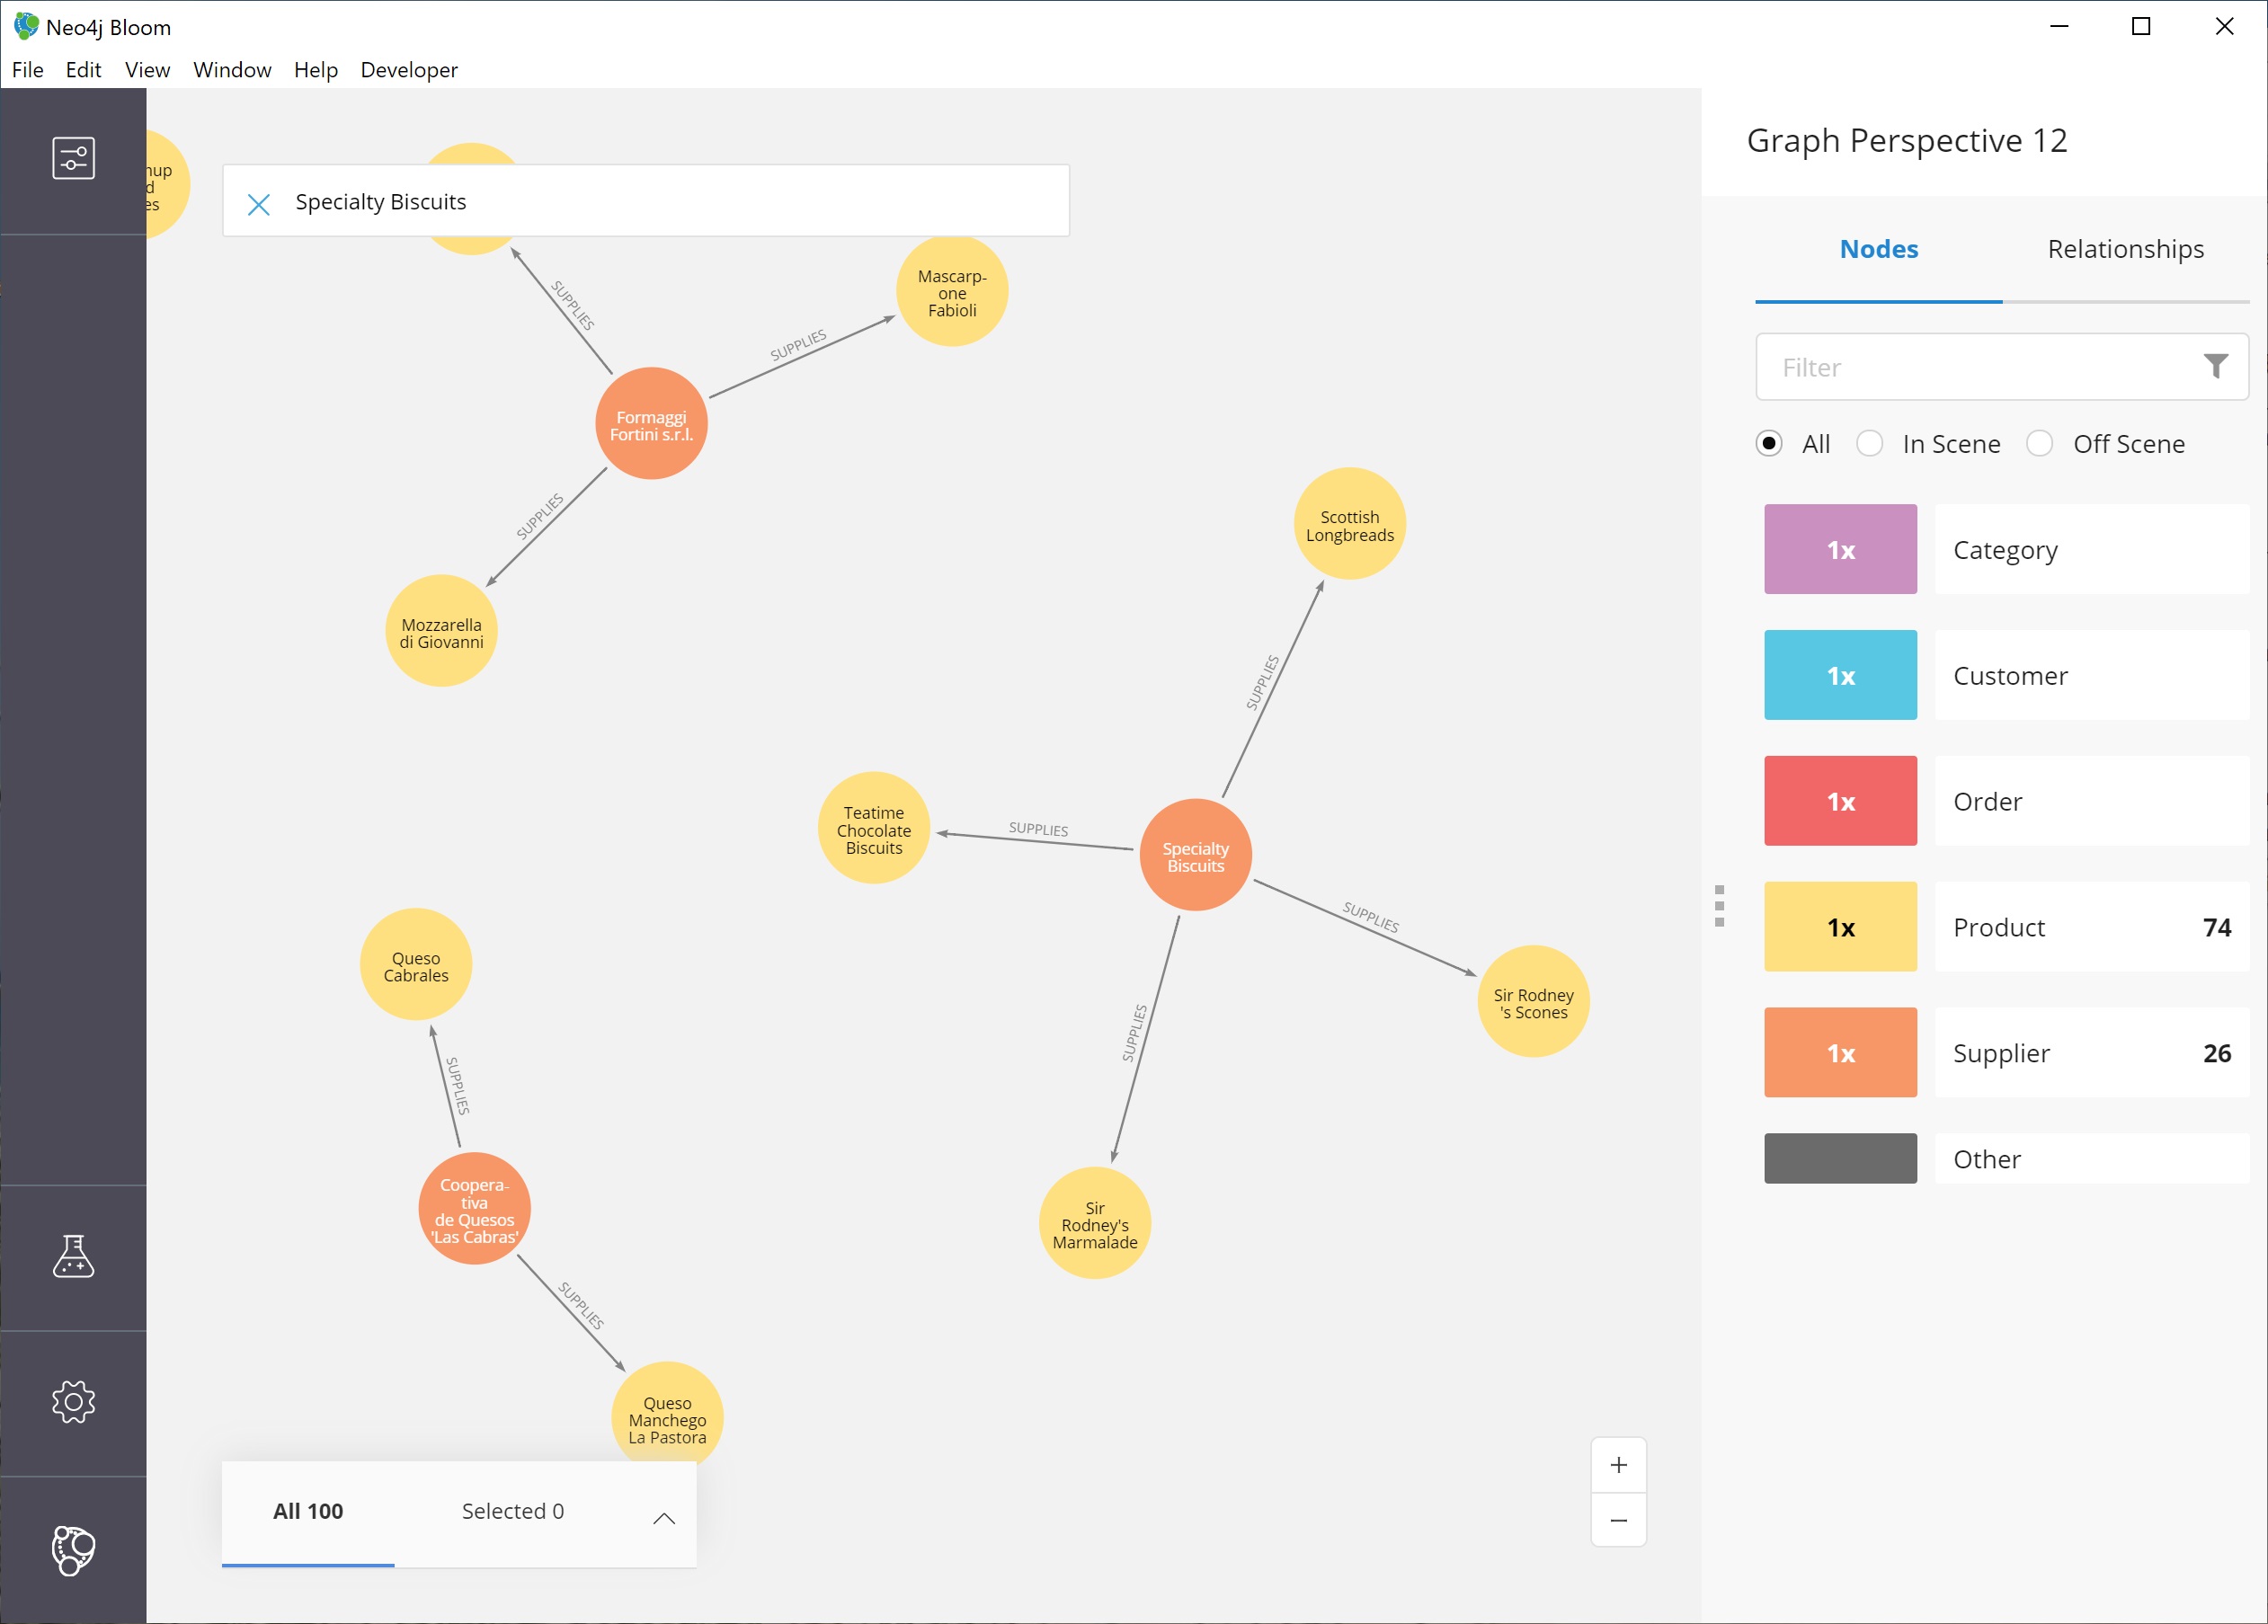 Neo4j Bloom
File Edit View Window Help Developer
Specialty Biscuits
d
es
SUPPLIES
SUPPLIES
Mascarp-
one
Fabioli
Formaggi
Fortini s.r.l.
SUPPLIES
Mozzarella
di Giovanni
Scottish
Longbreads
SUPPLIES
Teatime
Chocolate
Biscuits
SUPPLIES
Specialty
Biscuits
SUPPLIES
Sir Rodney
's Scones
SUPPLIES
Sir
Rodney's
Marmalade
Queso
Cabrales
SUPPLIES
Coopera-
tiva
de Quesos
'Las Cabras'
SUPPLIES
Queso
Manchego
La Pastora
All 100 Selected 0
+
−
Graph Perspective 12
Nodes Relationships
Filter
All In Scene Off Scene
1x Category
1x Customer
1x Order
1x Product 74
1x Supplier 26
Other